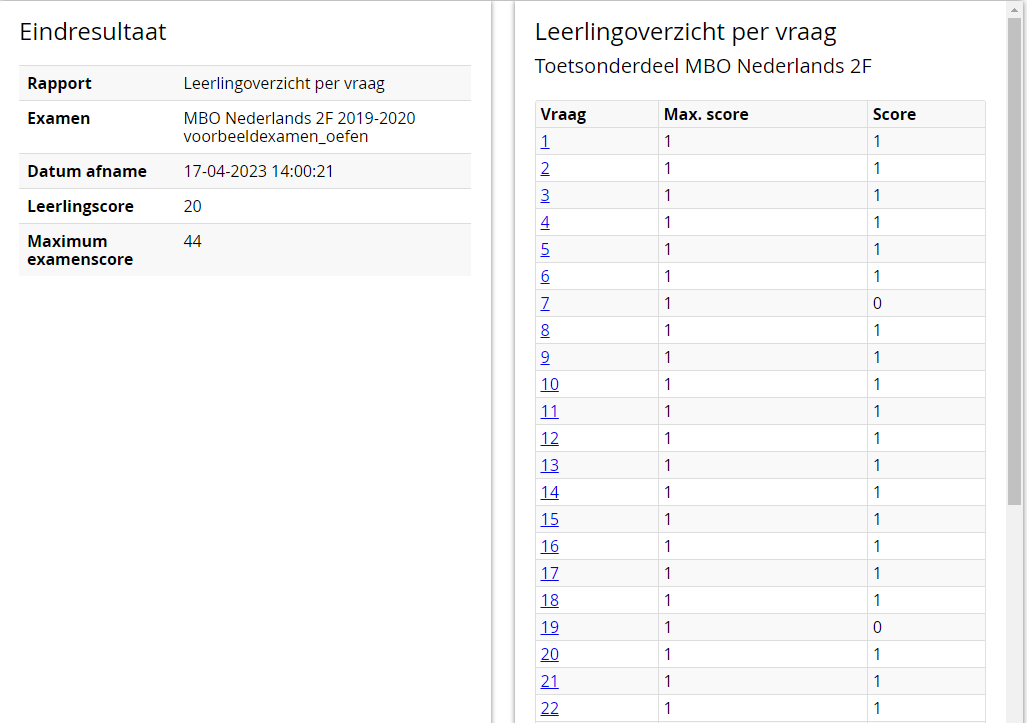 Eindresultaat
Rapport Leerlingoverzicht per vraag
Examen MBO Nederlands 2F 2019-2020
voorbeeldexamen_oefen
Datum afname 17-04-2023 14:00:21
Leerlingscore 20
Maximum 44
examenscore
Leerlingoverzicht per vraag
Toetsonderdeel MBO Nederlands 2F
Vraag Max. score Score
1 1 1
2 1 1
3 1 1
4 1 1
5 1 1
6 1 1
7 1 0
8 1 1
9 1 1
10 1 1
11 1 1
12 1 1
13 1 1
14 1 1
15 1 1
16 1 1
17 1 1
18 1 1
19 1 0
20 1 1
21 1 1
22 1 1